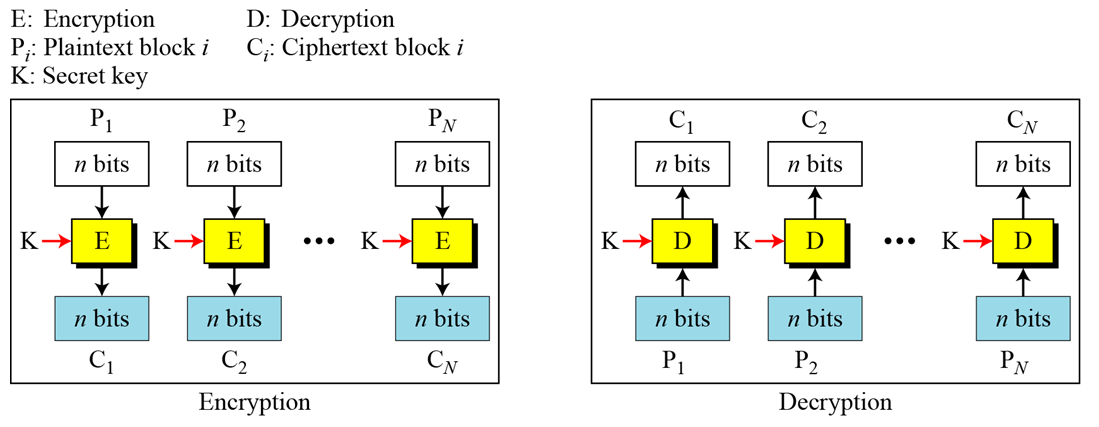 E: Encryption D: Decryption
Pi: Plaintext block i Ci: Ciphertext block i
K: Secret key
P1 P2 PN
n bits n bits n bits
K E K E ••• K E
n bits n bits n bits
C1 C2 CN
Encryption
C1 C2 CN
n bits n bits n bits
K D K D ••• K D
n bits n bits n bits
P1 P2 PN
Decryption